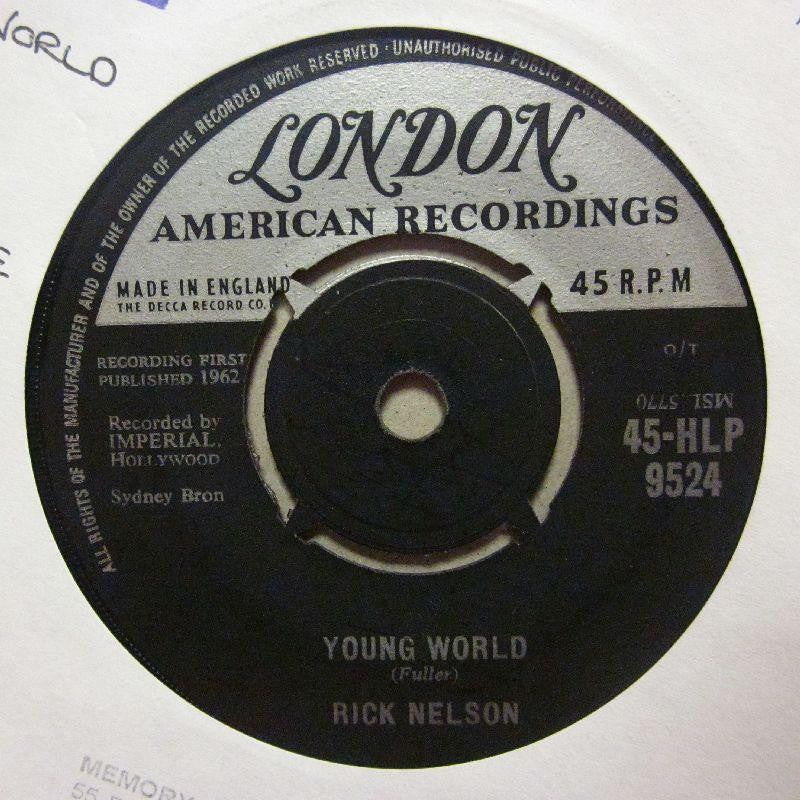 WORLD
ALL RIGHTS OF THE MANUFACTURER AND OF THE OWNER OF THE RECORDED WORK RESERVED · UNAUTHORISED PUBLIC
LONDON
AMERICAN RECORDINGS
MADE IN ENGLAND
THE DECCA RECORD CO.
45 R.P.M
RECORDING FIRST
PUBLISHED 1962
Recorded by
IMPERIAL,
HOLLYWOOD
Sydney Bron
O/T
MSL 5770
45-HLP
9524
YOUNG WORLD
(Fuller)
RICK NELSON
MEMORY
55